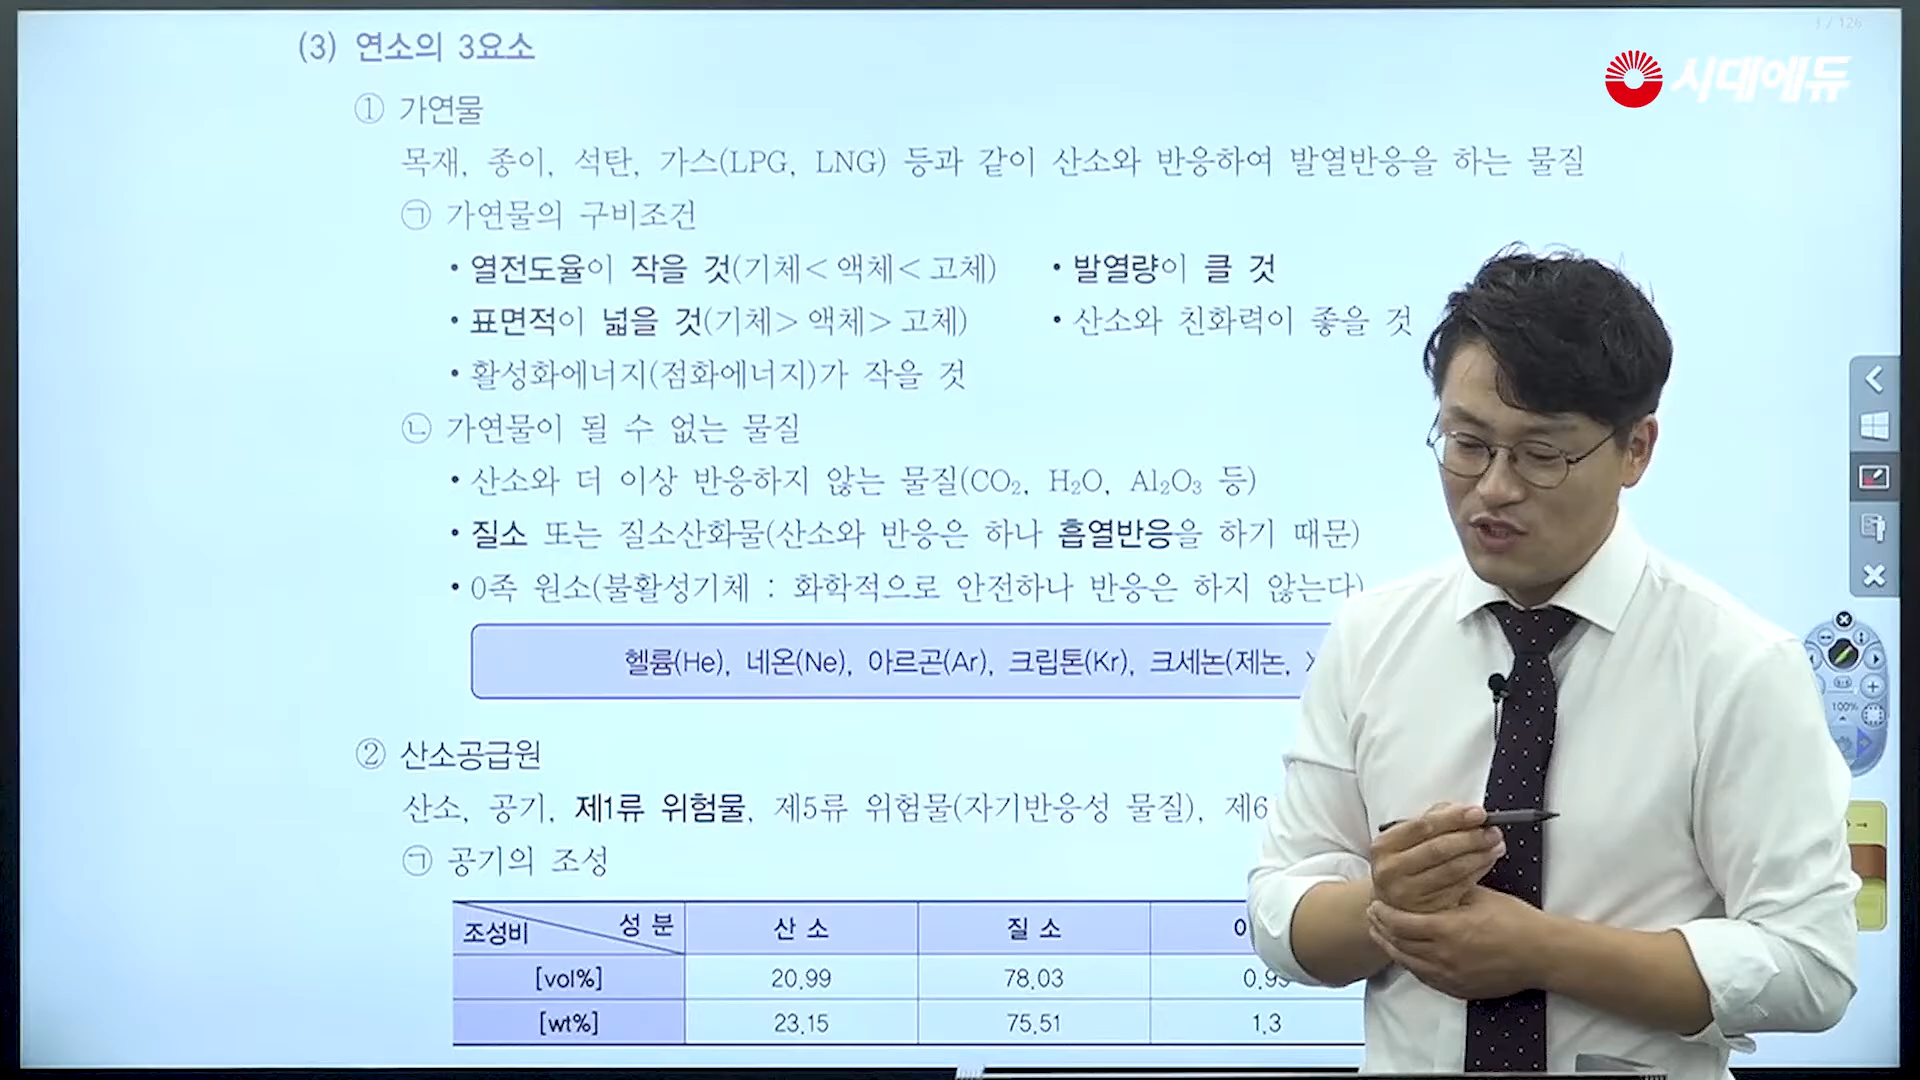 1 / 126
시대에듀
(3) 연소의 3요소
① 가연물
목재, 종이, 석탄, 가스(LPG, LNG) 등과 같이 산소와 반응하여 발열반응을 하는 물질
㉠ 가연물의 구비조건
• 열전도율이 작을 것(기체< 액체< 고체) • 발열량이 클 것
• 표면적이 넓을 것(기체> 액체> 고체) • 산소와 친화력이 좋을 것
• 활성화에너지(점화에너지)가 작을 것
㉡ 가연물이 될 수 없는 물질
• 산소와 더 이상 반응하지 않는 물질(CO₂, H₂O, Al₂O₃ 등)
• 질소 또는 질소산화물(산소와 반응은 하나 흡열반응을 하기 때문)
• 0족 원소(불활성기체 : 화학적으로 안전하나 반응은 하지 않는다)
헬륨(He), 네온(Ne), 아르곤(Ar), 크립톤(Kr), 크세논(제논,
② 산소공급원
산소, 공기, 제1류 위험물, 제5류 위험물(자기반응성 물질), 제6
㉠ 공기의 조성
조성비 성 분 산 소 질 소
[vol%] 20.99 78.03
[wt%] 23.15 75.51 1.3
100%